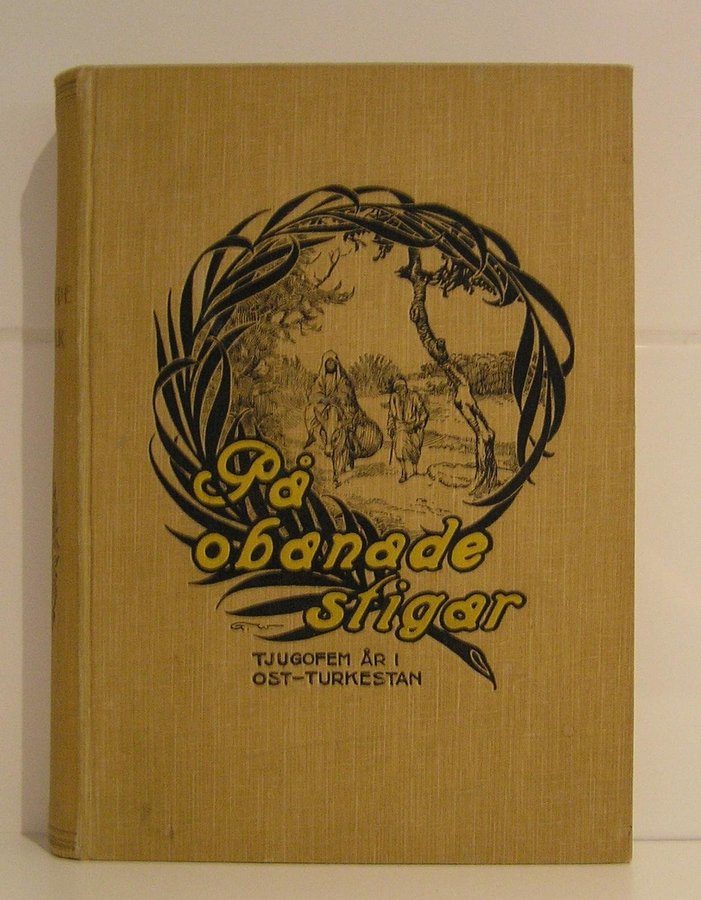 På
obanade
stigar
TJUGOFEM ÅR I
OST-TURKESTAN